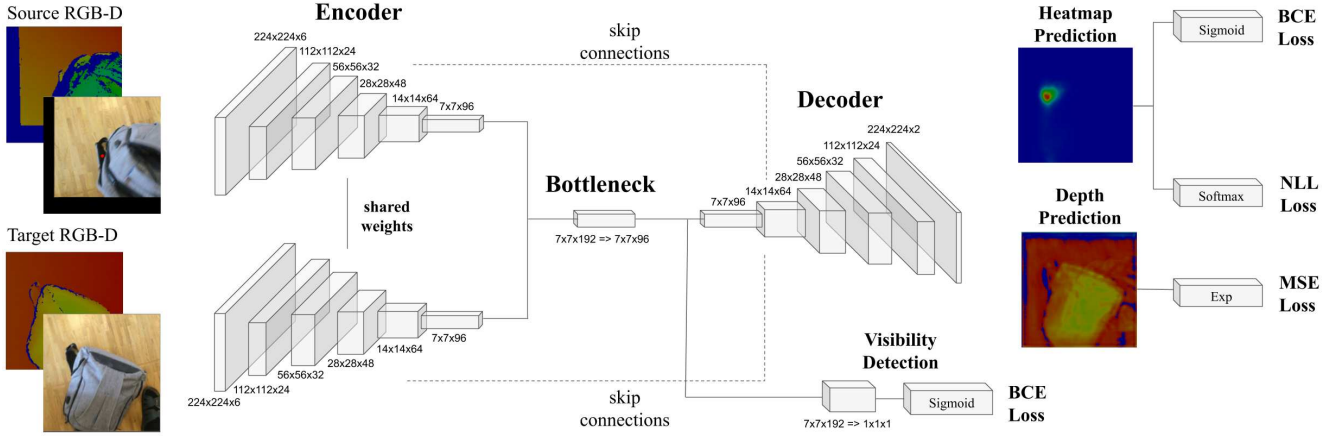 Source RGB-D
Encoder
224x224x6
112x112x24
56x56x32
28x28x48
14x14x64
7x7x96
skip
connections
shared
weights
Target RGB-D
224x224x6
112x112x24
56x56x32
28x28x48
14x14x64
7x7x96
skip
connections
Bottleneck
7x7x192 => 7x7x96
Decoder
7x7x96
14x14x64
28x28x48
56x56x32
112x112x24
224x224x2
Visibility
Detection
7x7x192 => 1x1x1
Sigmoid
BCE
Loss
Heatmap
Prediction
Sigmoid
BCE
Loss
Softmax
NLL
Loss
Depth
Prediction
Exp
MSE
Loss